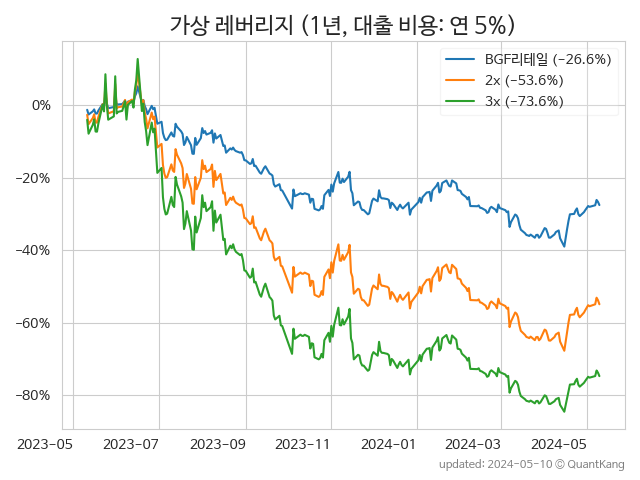 가상 레버리지 (1년, 대출 비용: 연 5%)
BGF리테일 (−26.6%)
2x (−53.6%)
3x (−73.6%)
0%
−20%
−40%
−60%
−80%
2023-05
2023-07
2023-09
2023-11
2024-01
2024-03
2024-05
updated: 2024-05-10 © QuantKang